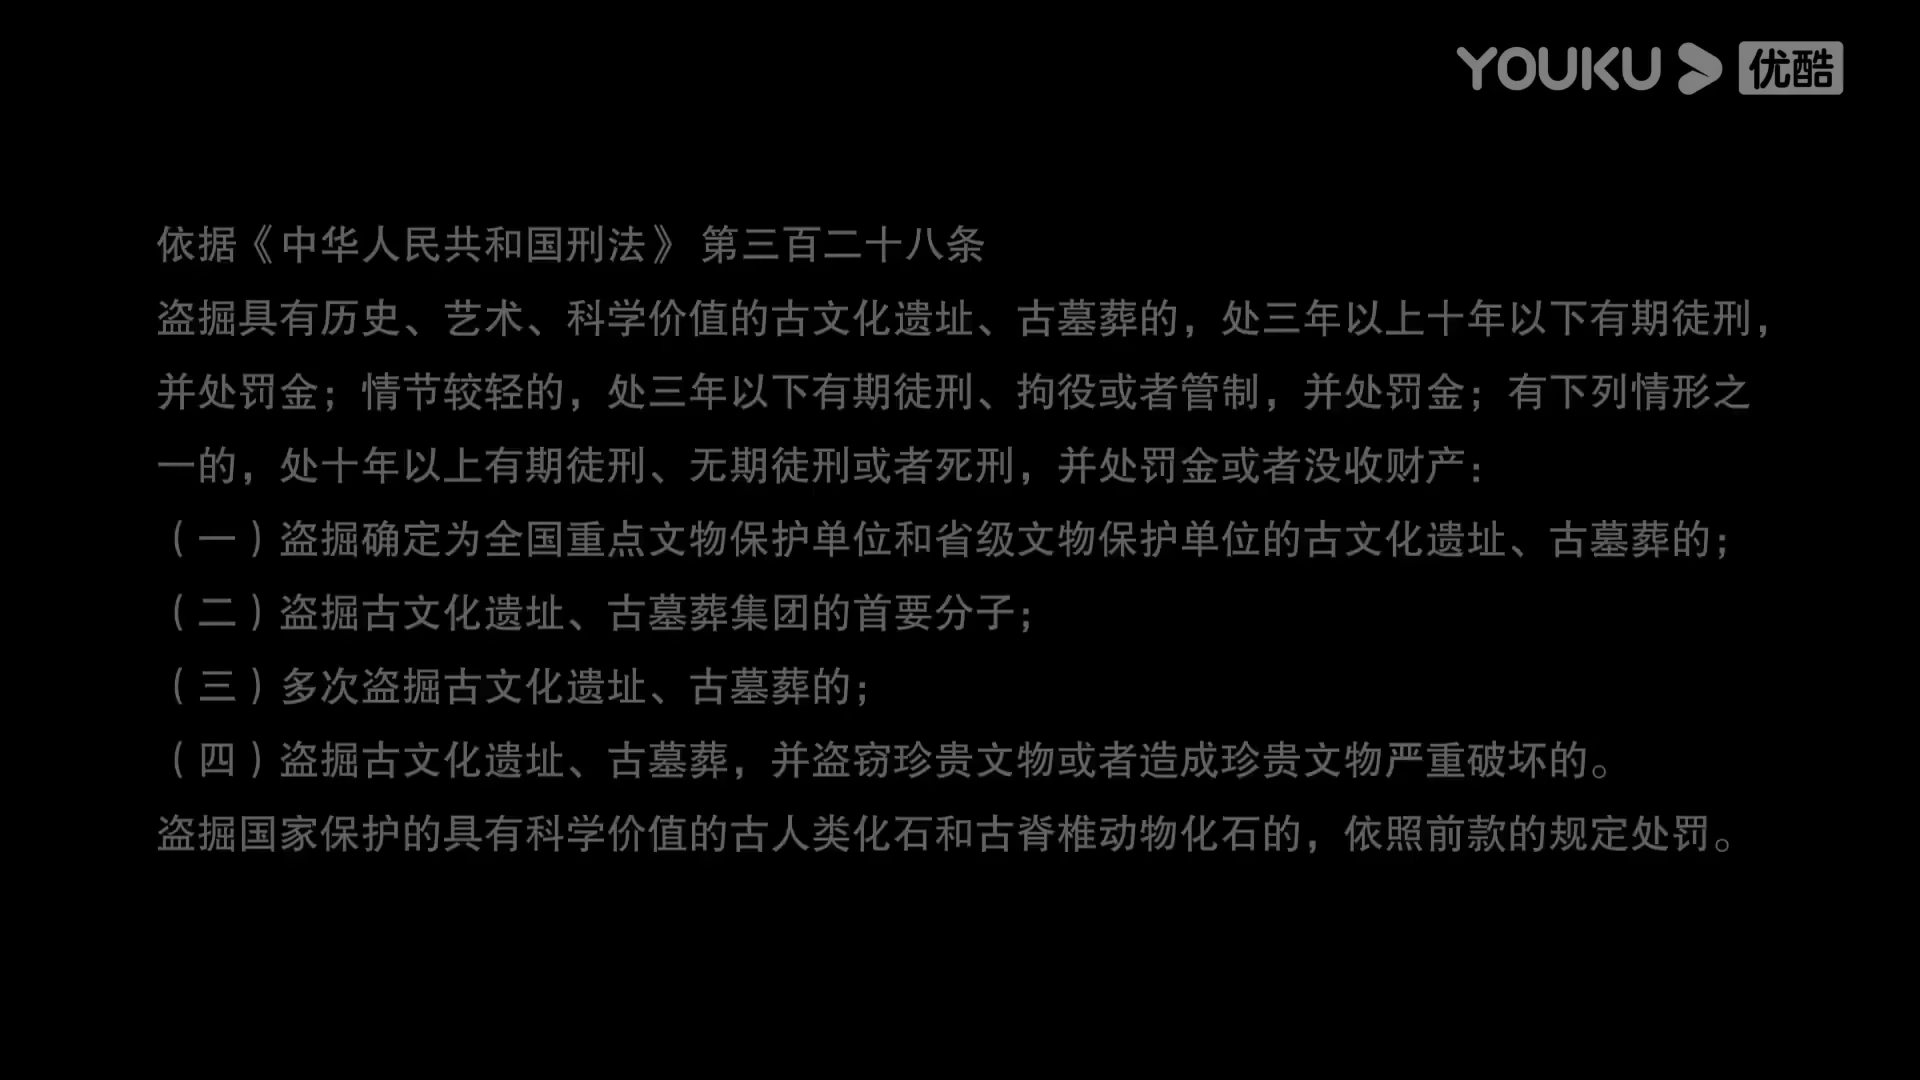 YOUKU 优酷
依据《中华人民共和国刑法》 第三百二十八条
盗掘具有历史、艺术、科学价值的古文化遗址、古墓葬的，处三年以上十年以下有期徒刑，
并处罚金；情节较轻的，处三年以下有期徒刑、拘役或者管制，并处罚金；有下列情形之
一的，处十年以上有期徒刑、无期徒刑或者死刑，并处罚金或者没收财产：
（一）盗掘确定为全国重点文物保护单位和省级文物保护单位的古文化遗址、古墓葬的；
（二）盗掘古文化遗址、古墓葬集团的首要分子；
（三）多次盗掘古文化遗址、古墓葬的；
（四）盗掘古文化遗址、古墓葬，并盗窃珍贵文物或者造成珍贵文物严重破坏的。
盗掘国家保护的具有科学价值的古人类化石和古脊椎动物化石的，依照前款的规定处罚。